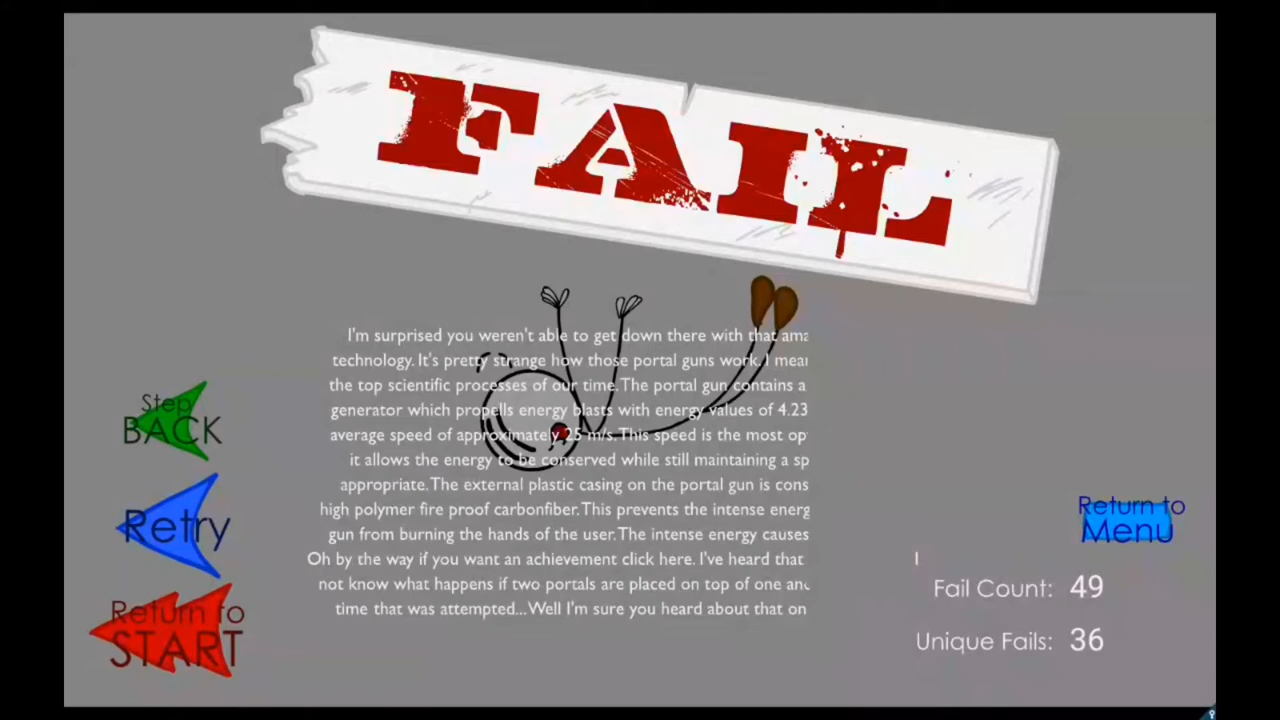 FAIL
I'm surprised you weren't able to get down there with that
technology. It's pretty strange how those portal guns work. I
the top scientific processes of our time. The portal gun contains a
generator which propells energy blasts with energy values of 4.23
average speed of approximately 25 m/s. This speed is the most
it allows the energy to be conserved while still maintaining a
appropriate. The external plastic casing on the portal gun is
high polymer fire proof carbonfiber. This prevents the intense
gun from burning the hands of the user. The intense energy causes
Oh by the way if you want an achievement click here. I've heard that
not know what happens if two portals are placed on top of one
time that was attempted... Well I'm sure you heard about that on
Step
BACK
Retry
Return to
START
Return to
Menu
Fail Count: 49
Unique Fails: 36